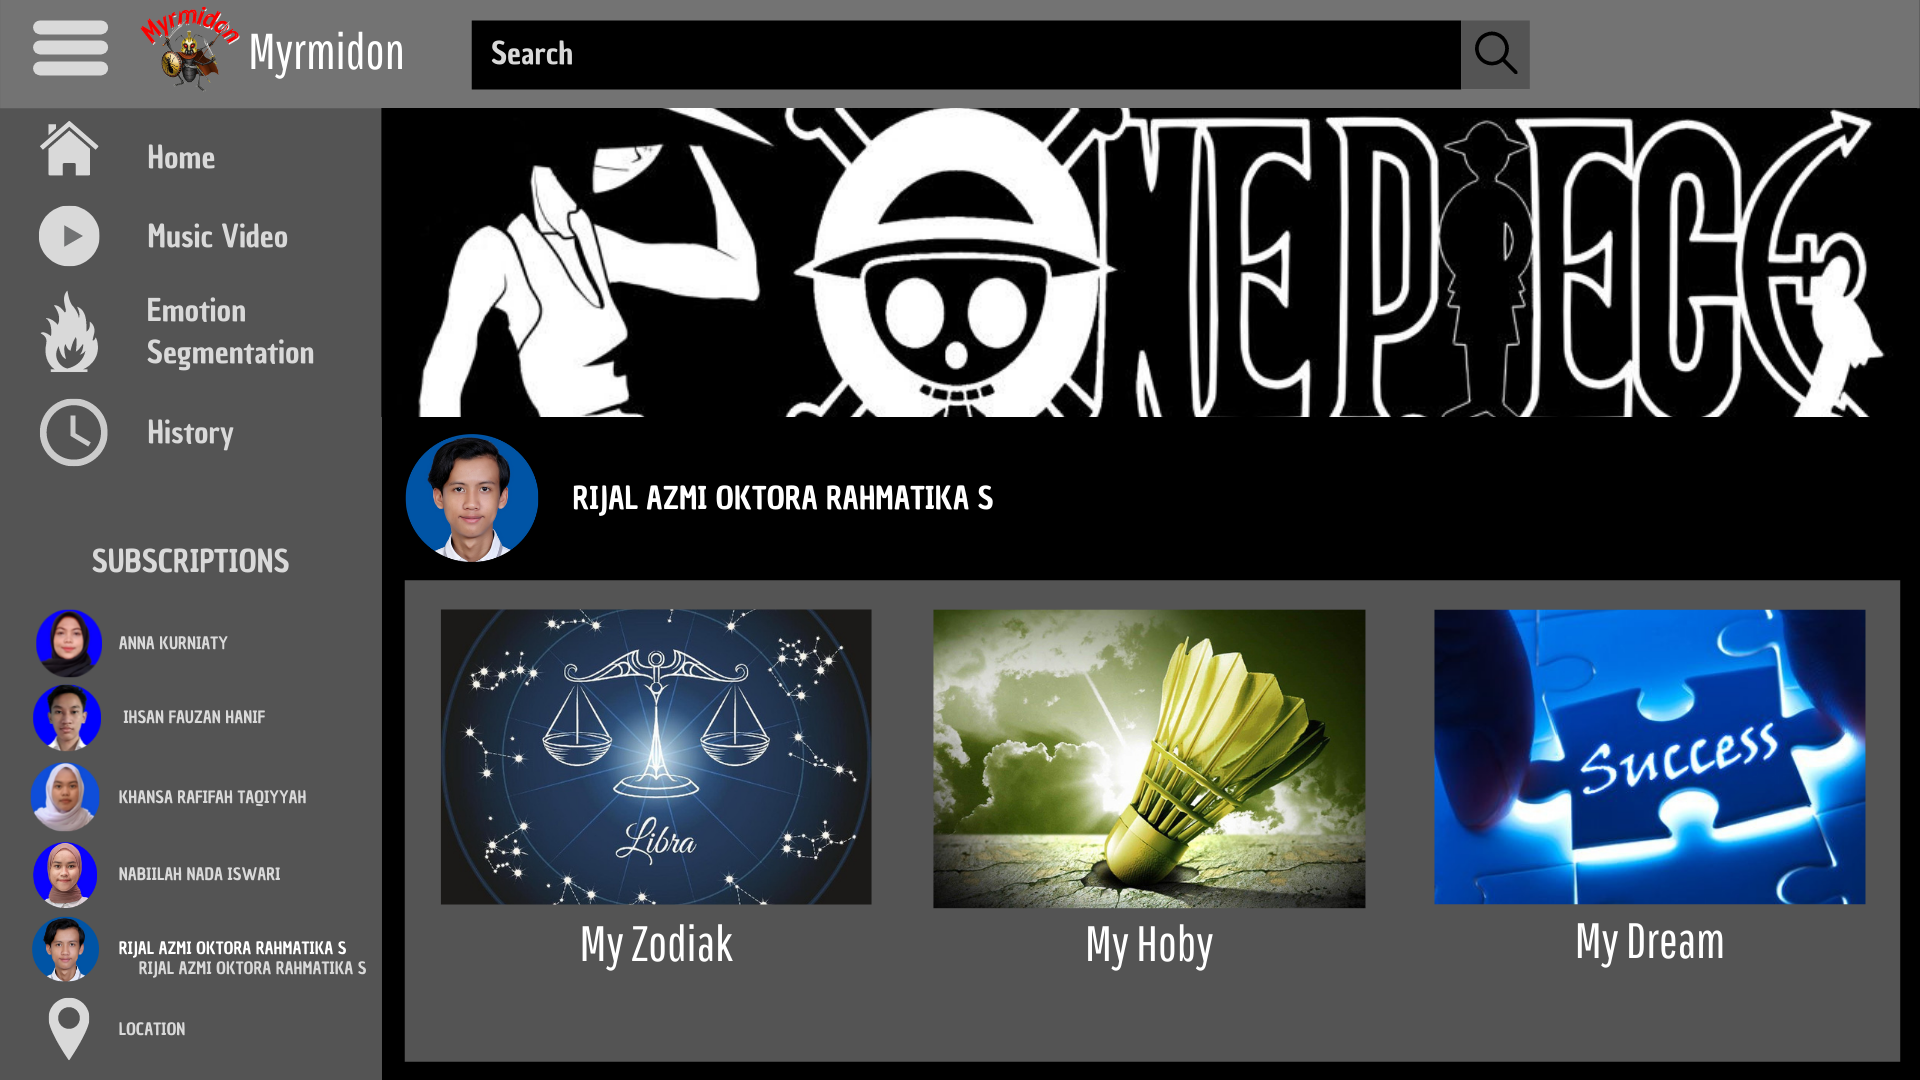 Myrmidon
Myrmidon
Search
Home
Music Video
Emotion
Segmentation
History
SUBSCRIPTIONS
ANNA KURNIATY
IHSAN FAUZAN HANIF
KHANSA RAFIFAH TAQIYYAH
NABIILAH NADA ISWARI
RIJAL AZMI OKTORA RAHMATIKA S
RIJAL AZMI OKTORA RAHMATIKA S
LOCATION
ONE PIECE
RIJAL AZMI OKTORA RAHMATIKA S
Libra
Success
My Zodiak
My Hoby
My Dream